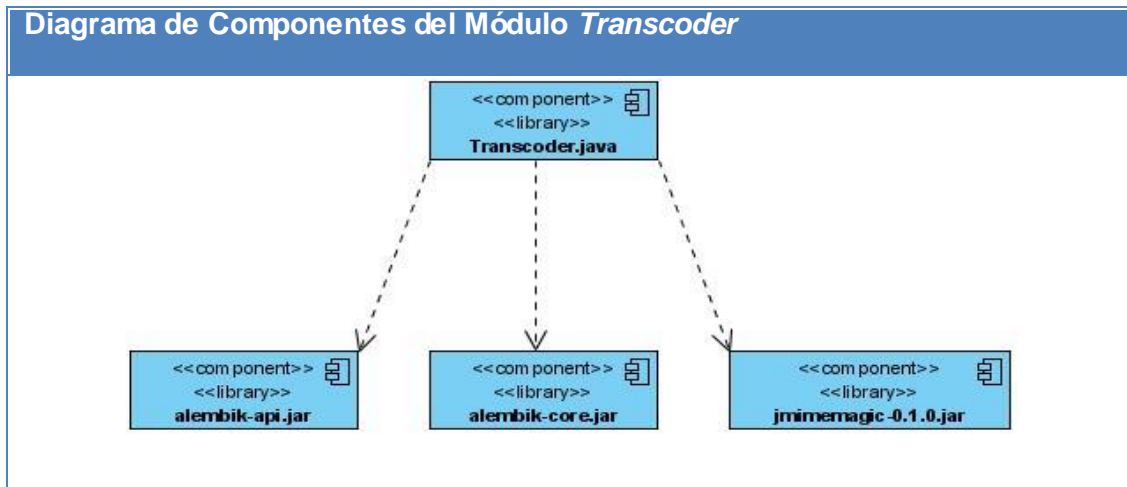 Diagrama de Componentes del Módulo Transcoder
<<component>>
<<library>>
Transcoder.java
<<component>>
<<library>>
alembik-api.jar
<<component>>
<<library>>
alembik-core.jar
<<component>>
<<library>>
jmimemagic-0.1.0.jar